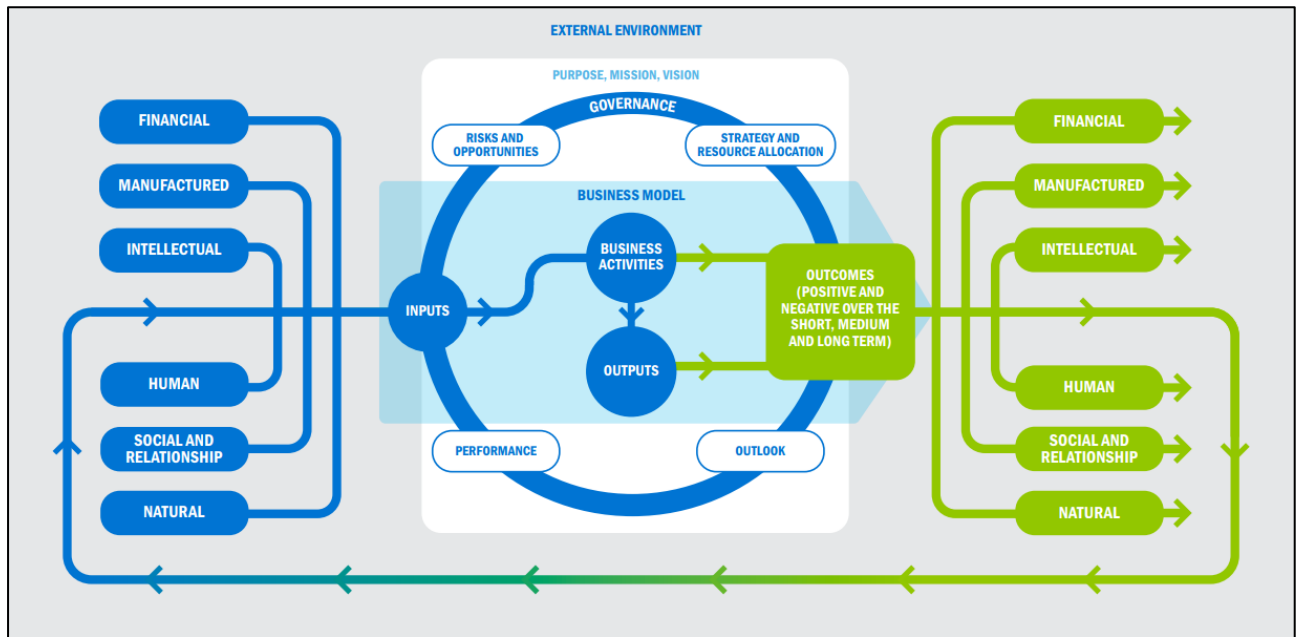 EXTERNAL ENVIRONMENT
PURPOSE, MISSION, VISION
GOVERNANCE
RISKS AND
OPPORTUNITIES
STRATEGY AND
RESOURCE ALLOCATION
FINANCIAL
MANUFACTURED
INTELLECTUAL
HUMAN
SOCIAL AND
RELATIONSHIP
NATURAL
BUSINESS MODEL
INPUTS
BUSINESS
ACTIVITIES
OUTPUTS
OUTCOMES
(POSITIVE AND
NEGATIVE OVER THE
SHORT, MEDIUM
AND LONG TERM)
PERFORMANCE
OUTLOOK
FINANCIAL
MANUFACTURED
INTELLECTUAL
HUMAN
SOCIAL AND
RELATIONSHIP
NATURAL